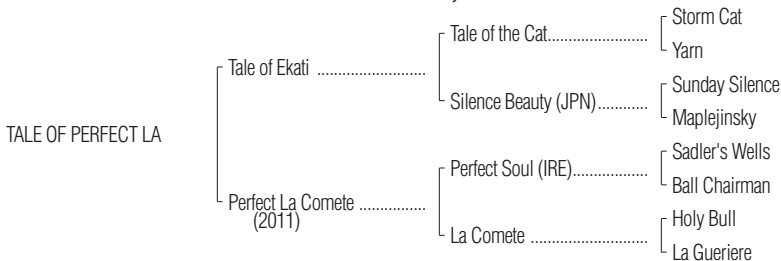 Storm Cat
Tale of the Cat....................
Yarn
Tale of Ekati .....................
Sunday Silence
Silence Beauty (JPN)............
Maplejinsky
TALE OF PERFECT LA
Sadler's Wells
Perfect Soul (IRE)...............
Ball Chairman
Perfect La Comete .............
(2011)
Holy Bull
La Comete .......................
La Gueriere